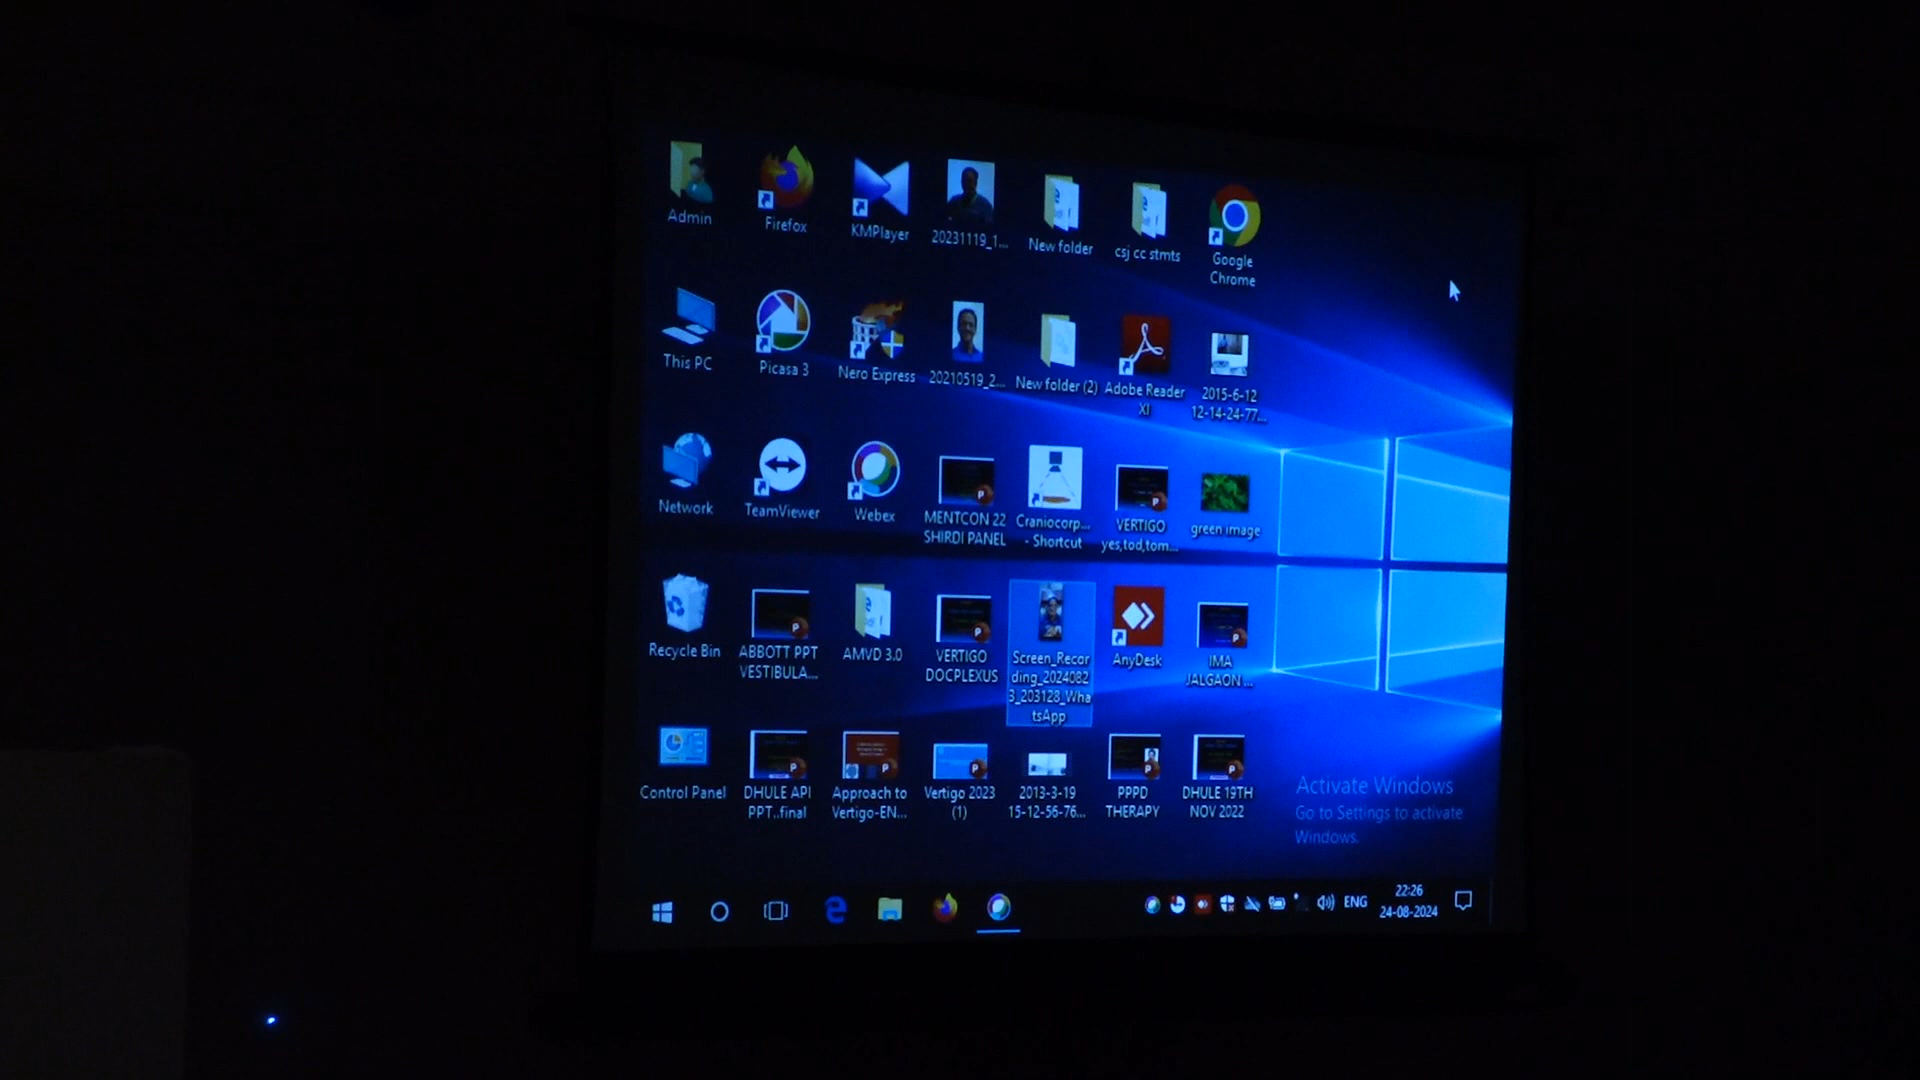 Admin
Firefox
KMPlayer
20231119_1...
New folder
csj cc stmts
Google
Chrome
This PC
Picasa 3
Nero Express
20210519_2...
New folder (2)
Adobe Reader
XI
2015-6-12
12-14-24-77...
Network
TeamViewer
Webex
MENTCON 22
SHIRDI PANEL
Craniocorp...
- Shortcut
VERTIGO
yes,tod,tom...
green image
Recycle Bin
ABBOTT PPT
VESTIBULA...
AMVD 3.0
VERTIGO
DOCPLEXUS
Screen_Recor
ding_2024082
3_203128_Wha
tsApp
AnyDesk
IMA
JALGAON ...
Control Panel
DHULE API
PPT..final
Approach to
Vertigo-EN...
Vertigo 2023
(1)
2013-3-19
15-12-56-76...
PPPD
THERAPY
DHULE 19TH
NOV 2022
Activate Windows
Go to Settings to activate
Windows.
ENG
22:26
24-08-2024